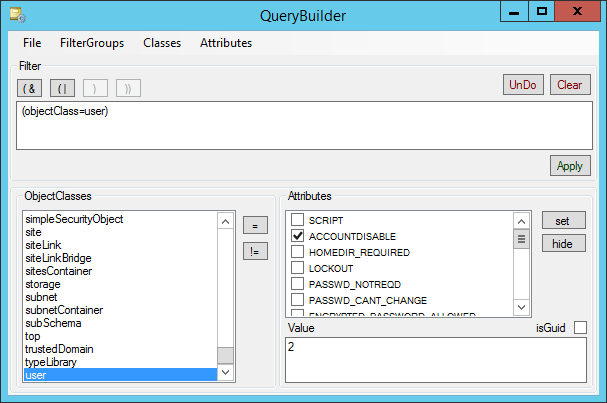 QueryBuilder
File FilterGroups Classes Attributes
Filter
( & ( | ) )) UnDo Clear
(objectClass=user)
Apply
ObjectClasses
simpleSecurityObject
site
siteLink
siteLinkBridge
sitesContainer
storage
subnet
subnetContainer
subSchema
top
trustedDomain
typeLibrary
user
=
!=
Attributes
SCRIPT
ACCOUNTDISABLE
HOMEDIR_REQUIRED
LOCKOUT
PASSWD_NOTREQD
PASSWD_CANT_CHANGE
ENCRYPTED_PASSWORD_ALLOWED
set
hide
Value isGuid
2